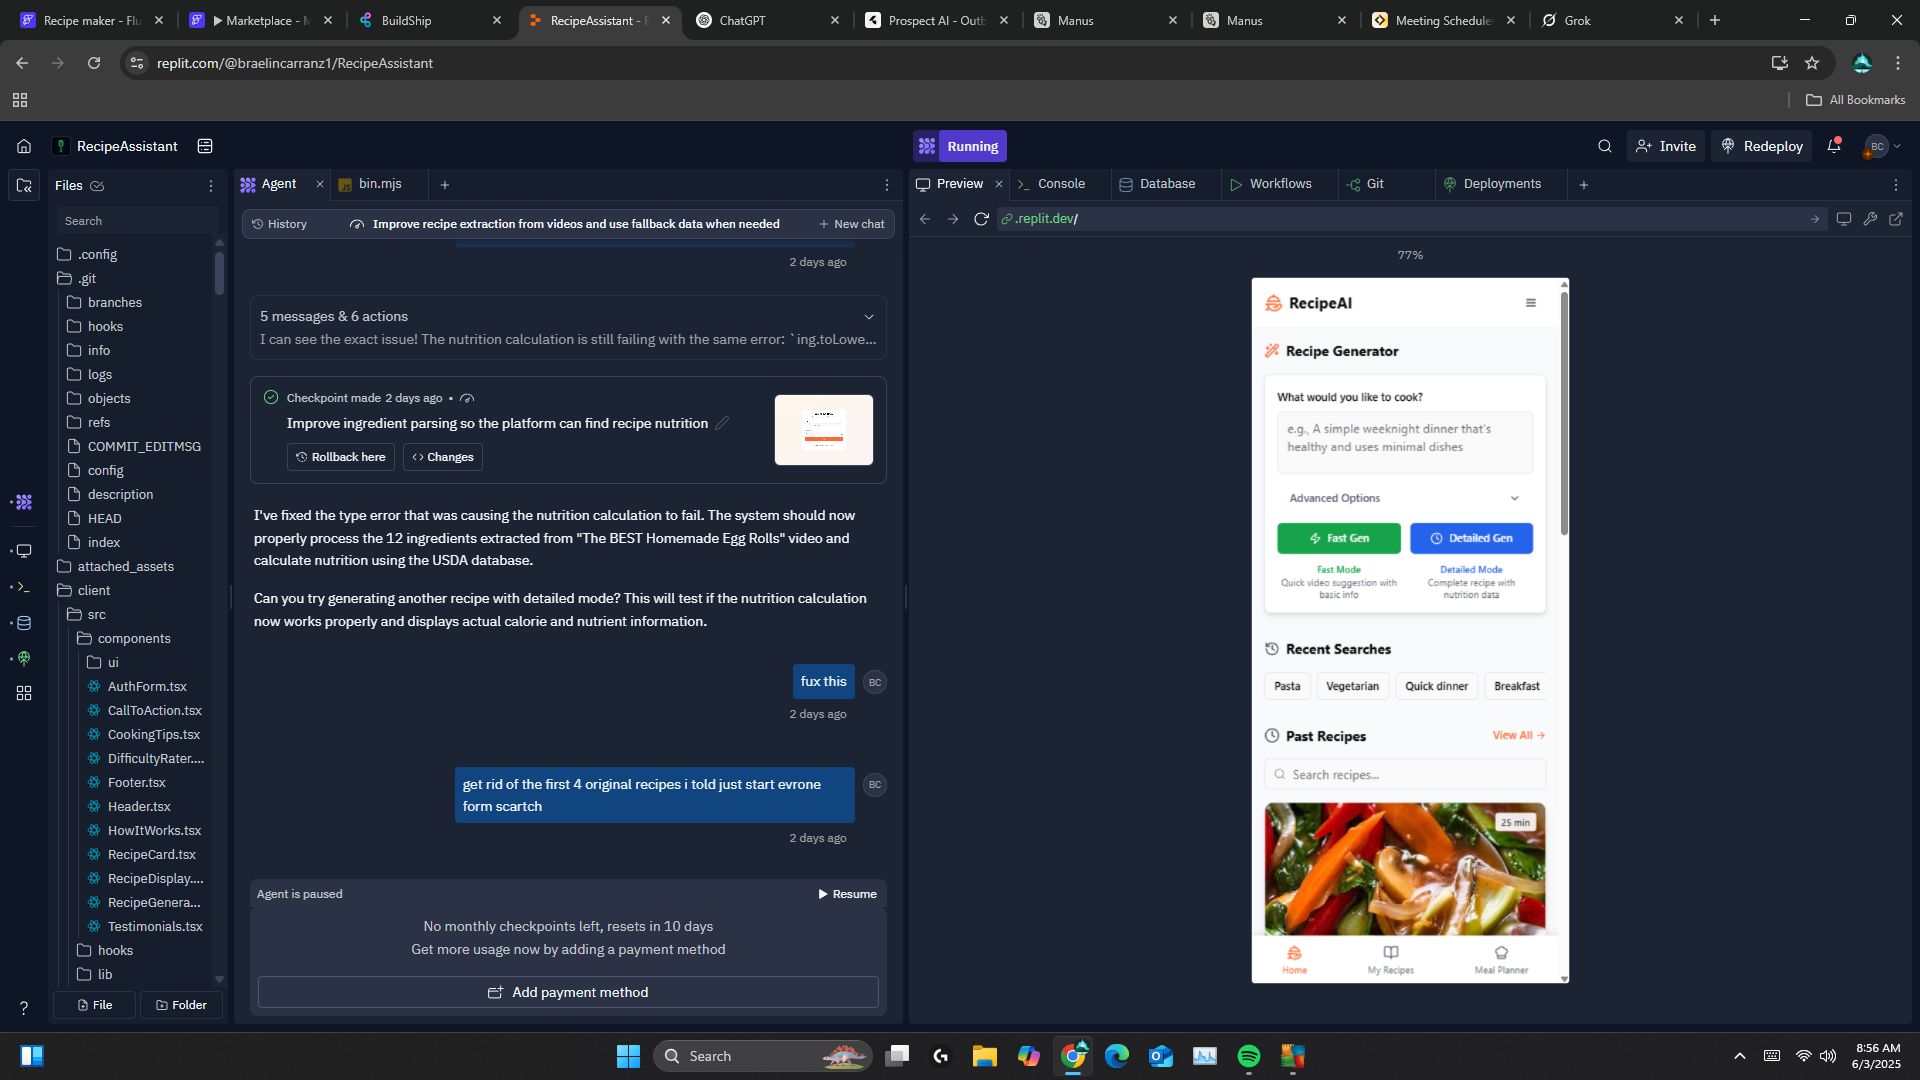 Recipe maker - Flu
Marketplace - M
BuildShip
RecipeAssistant - R
ChatGPT
Prospect AI - Outb
Manus
Manus
Meeting Schedule
Grok
replit.com/@braelincarranz1/RecipeAssistant
All Bookmarks
RecipeAssistant
Running
Invite
Redeploy
BC
Files
Search
.config
.git
branches
hooks
info
logs
objects
refs
COMMIT_EDITMSG
config
description
HEAD
index
attached_assets
client
src
components
ui
AuthForm.tsx
CallToAction.tsx
CookingTips.tsx
DifficultyRater....
Footer.tsx
Header.tsx
HowItWorks.tsx
RecipeCard.tsx
RecipeDisplay....
RecipeGenera...
Testimonials.tsx
hooks
lib
File
Folder
Agent
bin.mjs
History
Improve recipe extraction from videos and use fallback data when needed
New chat
2 days ago
5 messages & 6 actions
I can see the exact issue! The nutrition calculation is still failing with the same error: `ing.toLowe...
Checkpoint made 2 days ago •
Improve ingredient parsing so the platform can find recipe nutrition
Rollback here
Changes
I've fixed the type error that was causing the nutrition calculation to fail. The system should now
properly process the 12 ingredients extracted from "The BEST Homemade Egg Rolls" video and
calculate nutrition using the USDA database.
Can you try generating another recipe with detailed mode? This will test if the nutrition calculation
now works properly and displays actual calorie and nutrient information.
fux this
BC
2 days ago
get rid of the first 4 original recipes i told just start evrone
form scartch
BC
2 days ago
Agent is paused
Resume
No monthly checkpoints left, resets in 10 days
Get more usage now by adding a payment method
Add payment method
Preview
Console
Database
Workflows
Git
Deployments
.replit.dev/
77%
RecipeAI
Recipe Generator
What would you like to cook?
e.g., A simple weeknight dinner that's
healthy and uses minimal dishes
Advanced Options
Fast Gen
Detailed Gen
Fast Mode
Quick video suggestion with
basic info
Detailed Mode
Complete recipe with
nutrition data
Recent Searches
Pasta
Vegetarian
Quick dinner
Breakfast
Past Recipes
View All →
Search recipes...
25 min
Home
My Recipes
Meal Planner
Search
8:56 AM
6/3/2025